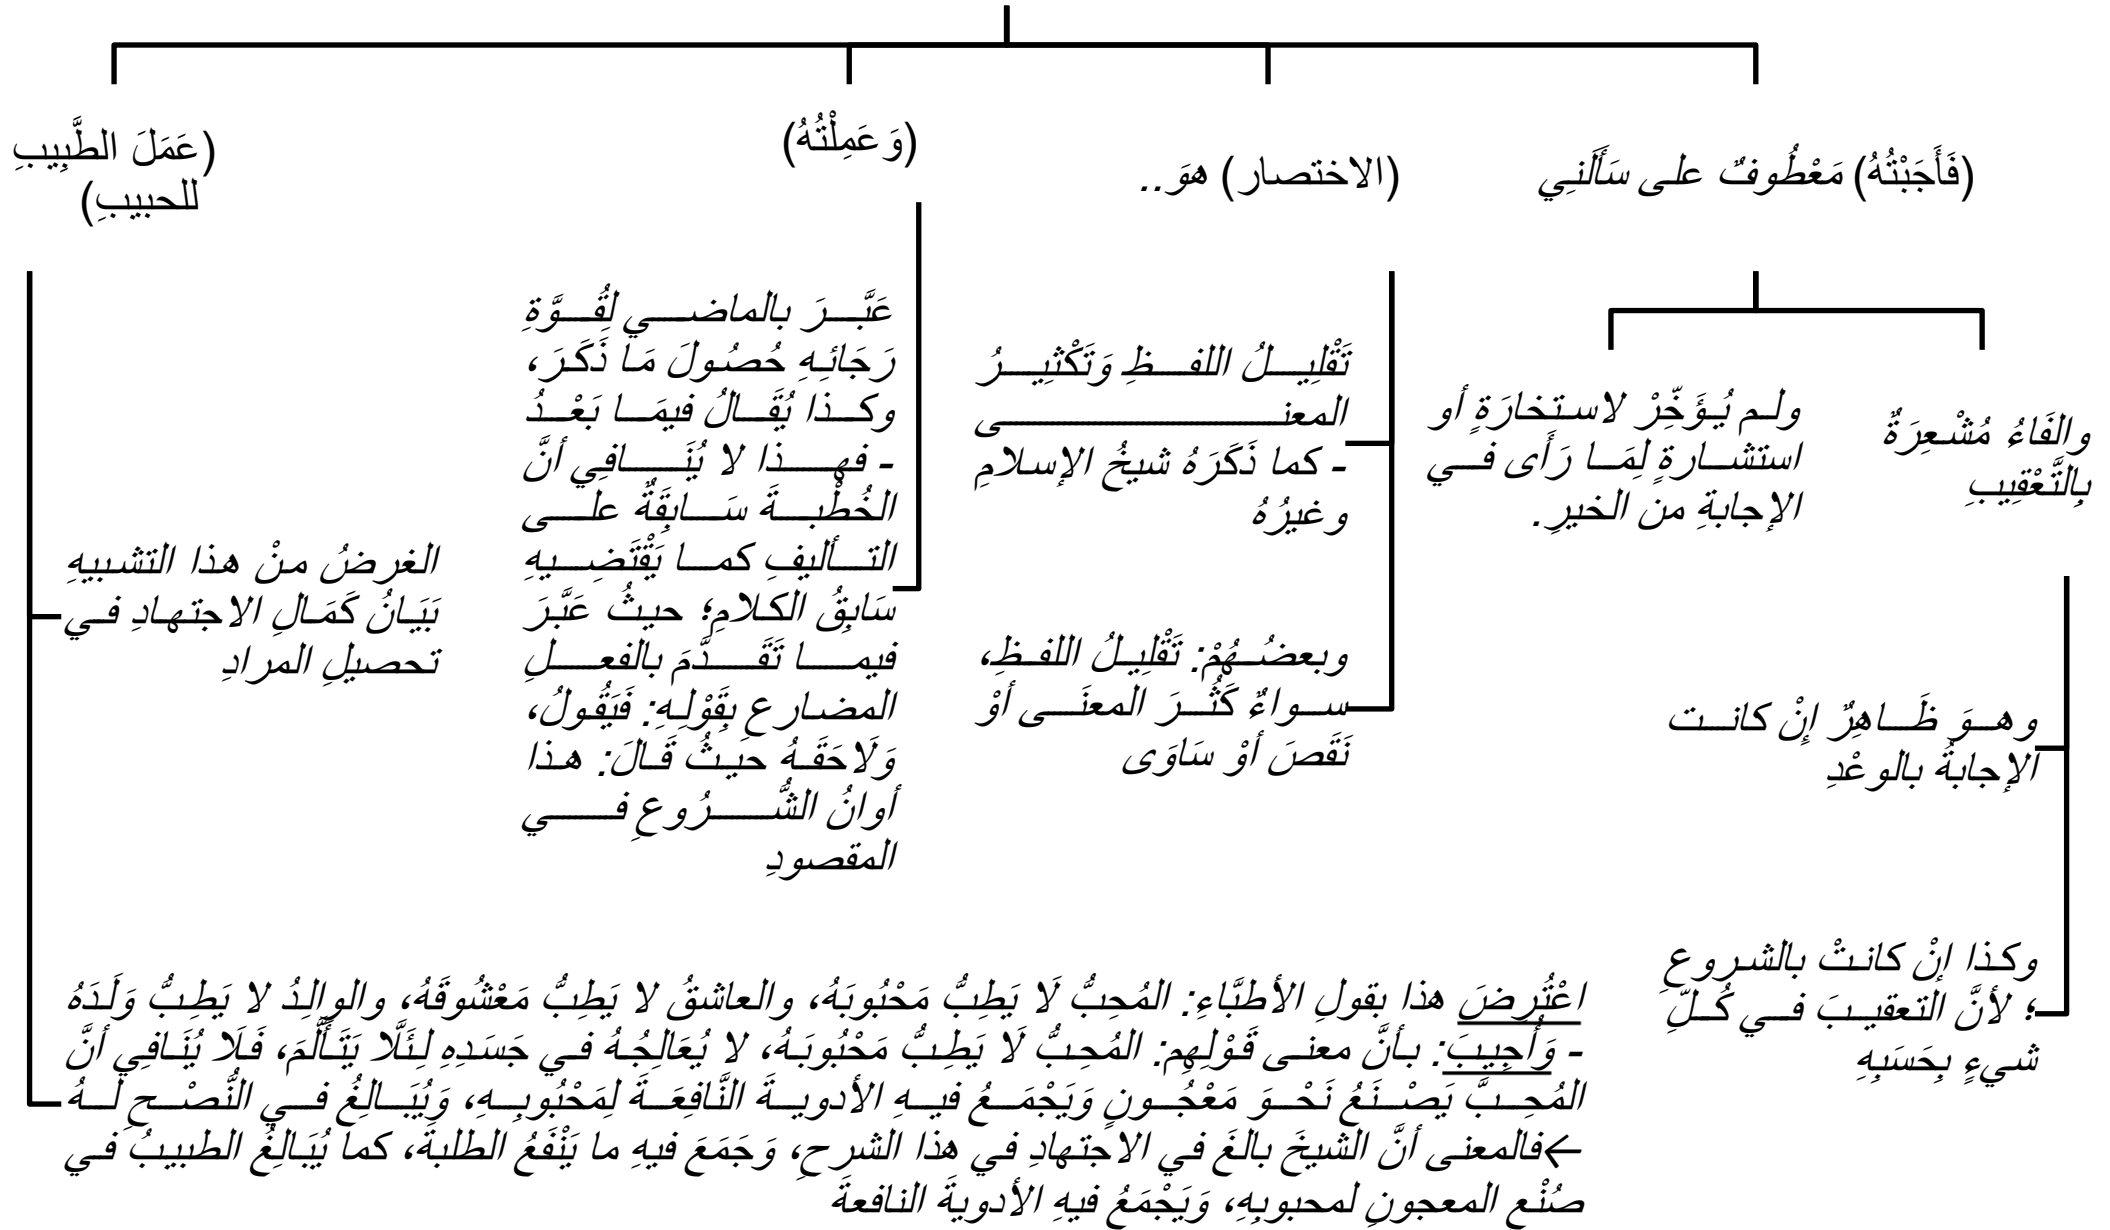 (فَأَجَبْتُهُ) مَعْطُوفٌ على سَأَلَنِي
والفَاءُ مُشْعِرَةٌ
بِالتَّعْقِيبِ
وهوَ ظَاهِرٌ إِنْ كانت
الإجابةُ بالوعْدِ
وكذا إنْ كانتْ بالشروعِ
؛ لأنَّ التعقيبَ في كُلِّ
شيءٍ بِحَسَبِهِ
ولم يُؤَخِّرْ لاستخارَةٍ أو
استشارةٍ لِمَا رَأَى في
الإجابةِ من الخيرِ.
(الاختصار) هوَ..
تَقْلِيلُ اللفظِ وَتَكْثِيرُ
المعنى
- كما ذَكَرَهُ شيخُ الإسلامِ
وغيرُهُ
وبعضُهُمْ: تَقْلِيلُ اللفظِ،
سواءٌ كَثُرَ المعنَى أوْ
نَقَصَ أوْ سَاوَى
(وَعَمِلْتُهُ)
عَبَّرَ بالماضي لِقُوَّةِ
رَجَائِهِ حُصُولَ مَا ذَكَرَ،
وكذا يُقَالُ فيمَا بَعْدُ
- فهذا لا يُنَافِي أنَّ
الخُطْبةَ سَابِقَةٌ على
التأليفِ كما يَقْتَضِيهِ
سَابِقُ الكلامِ؛ حيثُ عَبَّرَ
فيما تَقَدَّمَ بالفعلِ
المضارع بِقَوْلِهِ: فَيَقُولُ،
وَلَاحَقَهُ حَيثُ قَالَ: هذا
أوانُ الشُّرُوعِ في
المقصودِ
(عَمَلَ الطَّبِيبِ
للحبيبِ)
الغرضُ منْ هذا التشبيهِ
بَيَانُ كَمَالِ الاجتهادِ في
تحصيلِ المرادِ
اعْتُرِضَ هذا بقولِ الأطبَّاءِ: المُحِبُّ لَا يَطِبُّ مَحْبُوبَهُ، والعاشقُ لا يَطِبُّ مَعْشُوقَهُ، والوالِدُ لا يَطِبُّ وَلَدَهُ
- وَأُجِيبَ: بأنَّ معنى قَوْلِهِم: المُحِبُّ لَا يَطِبُّ مَحْبُوبَهُ، لا يُعَالِجُهُ في جَسَدِهِ لِئَلَّا يَتَأَلَّمَ، فَلَا يُنَافِي أنَّ
المُحِبَّ يَصْنَعُ نَحْوَ مَعْجُونٍ وَيَجْمَعُ فيهِ الأدويةَ النَّافِعَةَ لِمَحْبُوبِهِ، وَيُبَالِغُ في النُّصْحِ لهُ
←فالمعنى أنَّ الشيخَ بالغَ في الاجتهادِ في هذا الشرحِ، وَجَمَعَ فيهِ ما يَنْفَعُ الطلبةَ، كما يُبَالِغُ الطبيبُ في
صُنْع المعجونِ لمحبوبِهِ، وَيَجْمَعُ فيهِ الأدويةَ النافعةَ